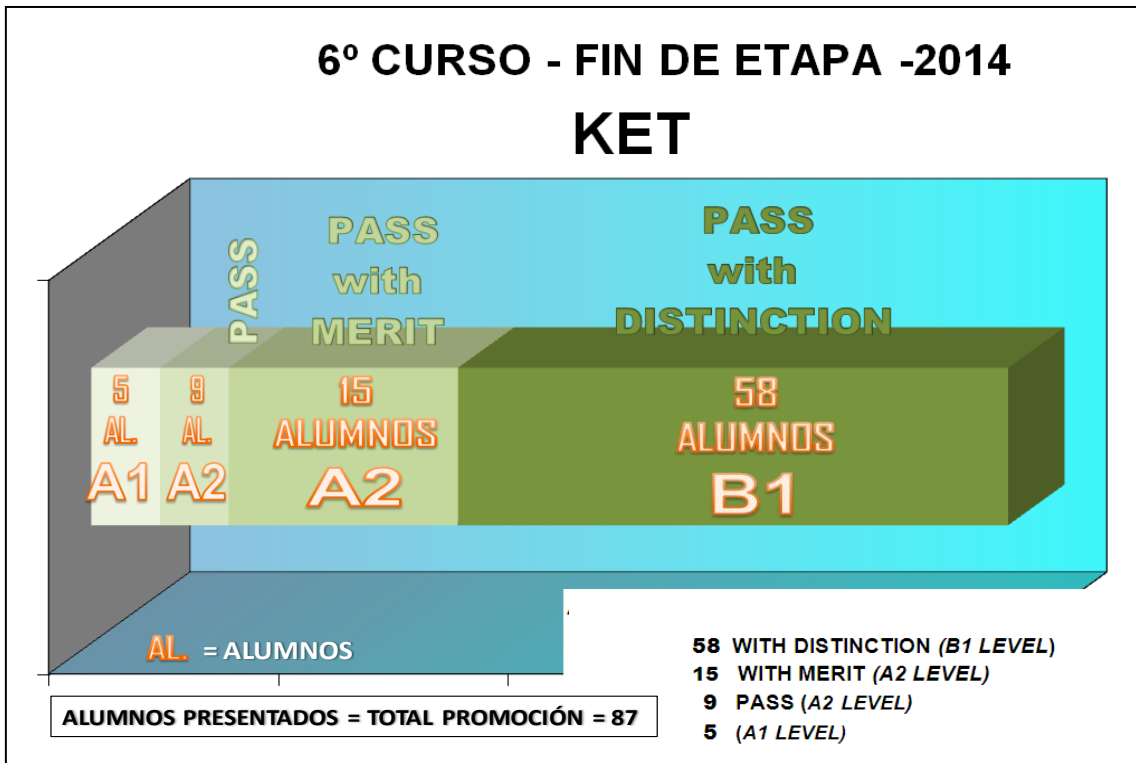 6º CURSO - FIN DE ETAPA -2014
KET
PASS
PASS
with
MERIT
PASS
with
DISTINCTION
5
AL.
A1
9
AL.
A2
15
ALUMNOS
A2
58
ALUMNOS
B1
AL. = ALUMNOS
ALUMNOS PRESENTADOS = TOTAL PROMOCIÓN = 87
58 WITH DISTINCTION (B1 LEVEL)
15 WITH MERIT (A2 LEVEL)
9 PASS (A2 LEVEL)
5 (A1 LEVEL)